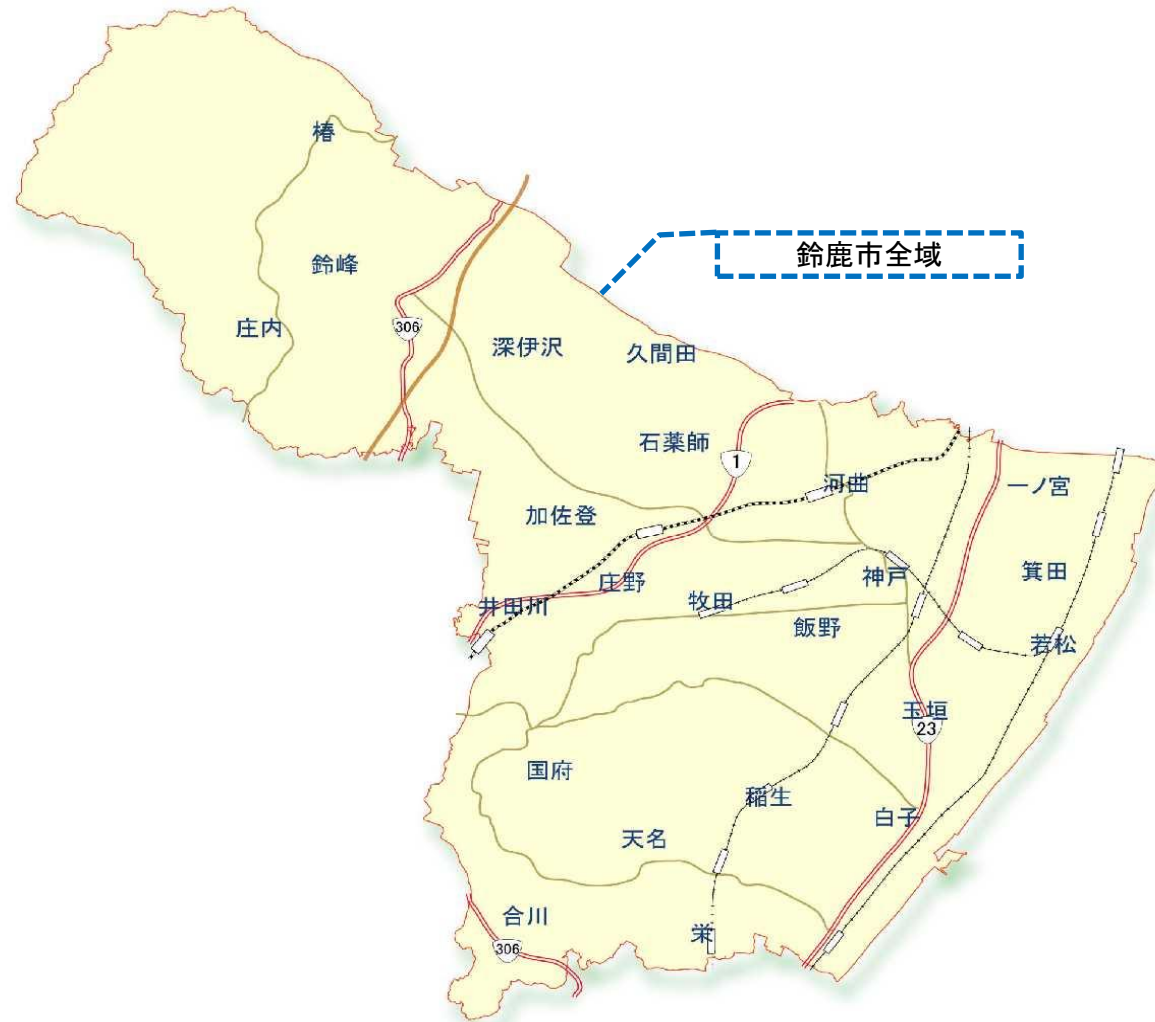 椿
鈴鹿市全域
鈴峰
306
庄内
深伊沢
久間田
石薬師
1
河曲
一ノ宮
加佐登
神戸
箕田
庄野
牧田
井田川
飯野
若松
玉垣
23
国府
稲生
白子
天名
合川
栄
306